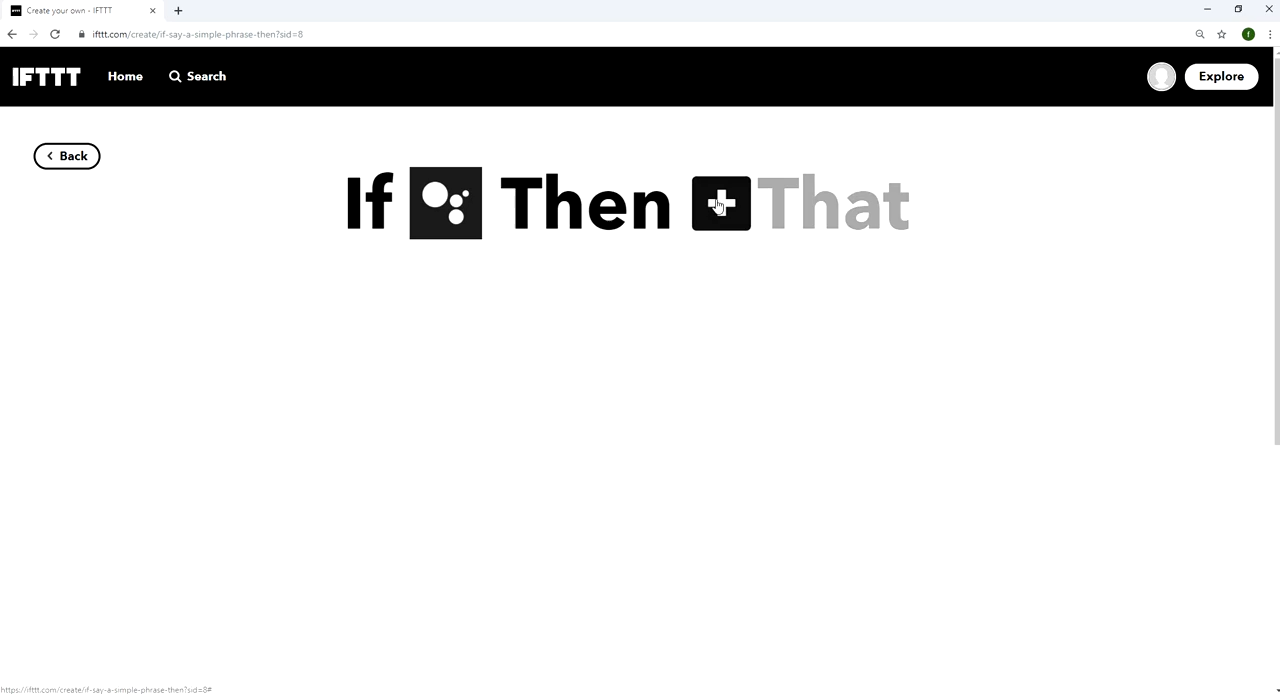 Create your own - IFTTT
ifttt.com/create/if-say-a-simple-phrase-then?sid=8
f
IFTTT
Home
Search
Explore
Back
If Then That
https://ifttt.com/create/if-say-a-simple-phrase-then?sid=8#